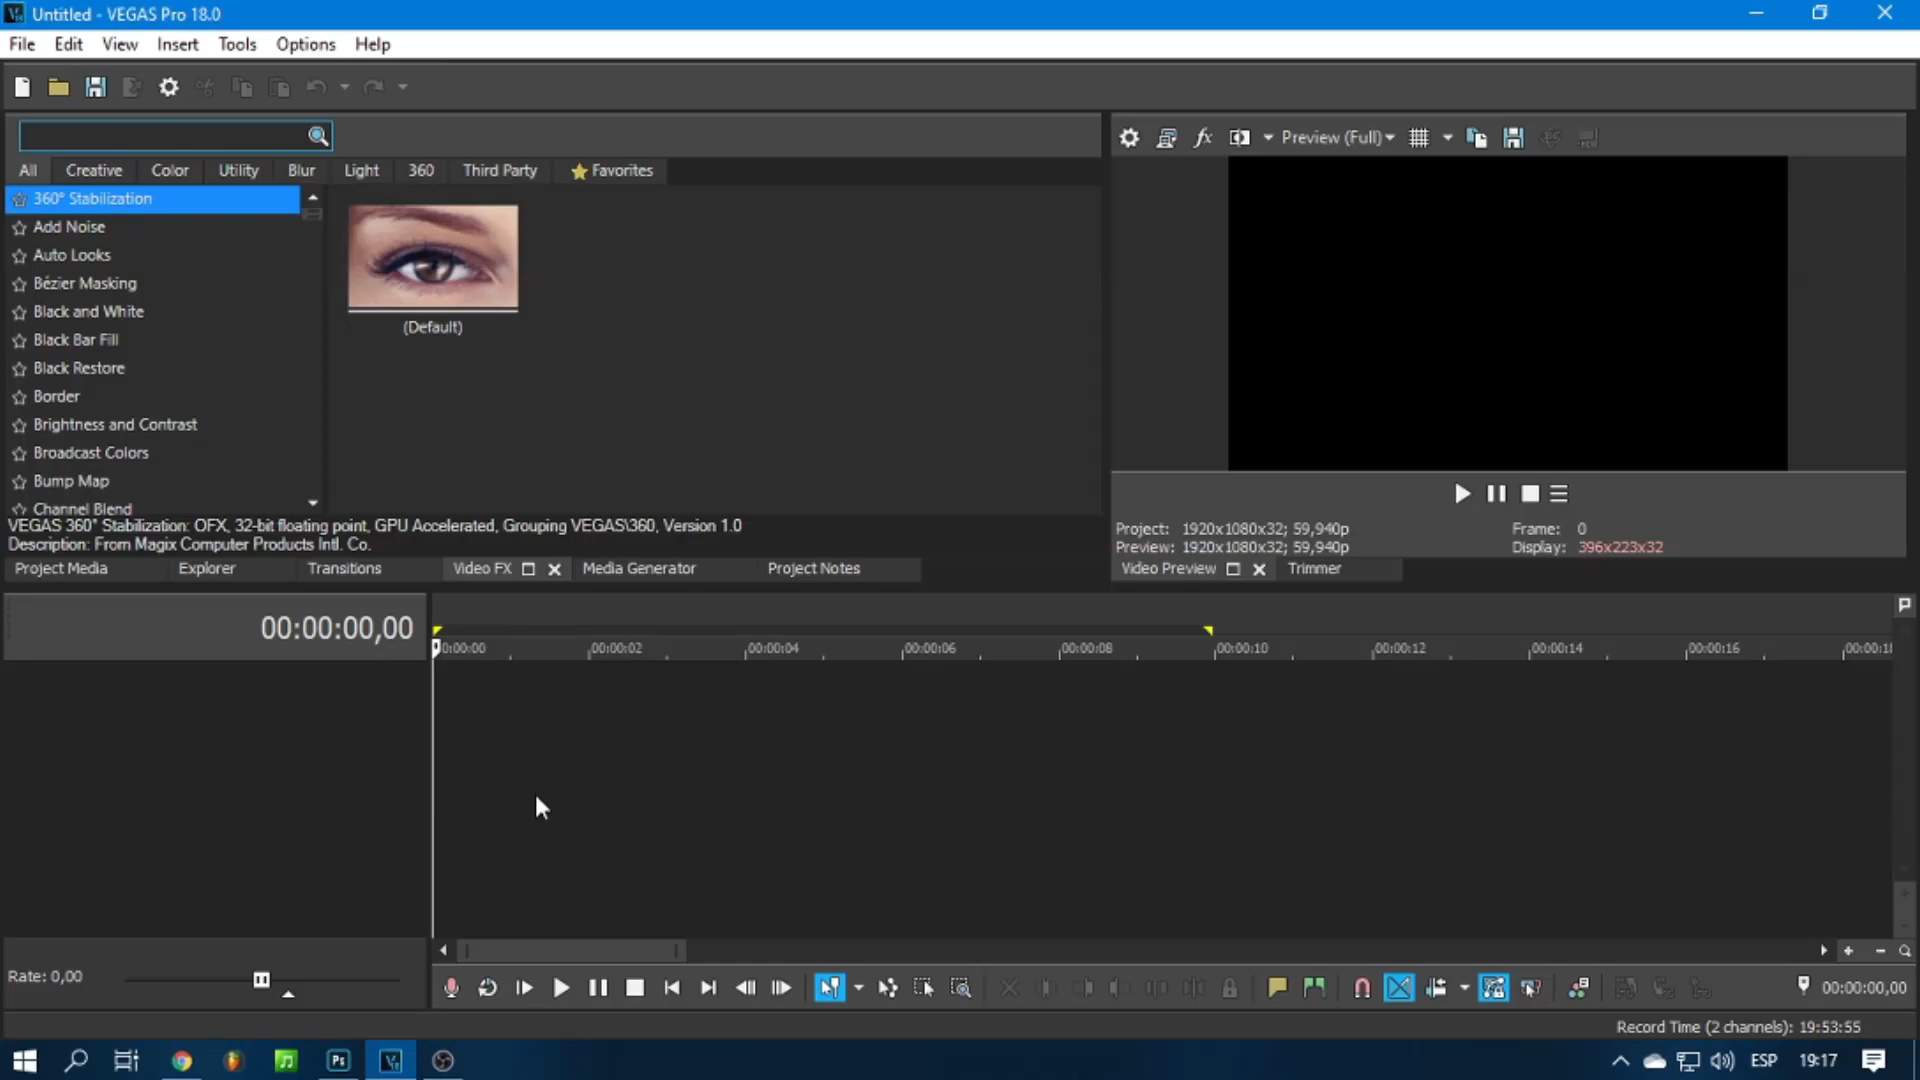 Untitled - VEGAS Pro 18.0
File Edit View Insert Tools Options Help
Preview (Full)
All Creative Color Utility Blur Light 360 Third Party Favorites
360° Stabilization
Add Noise
Auto Looks
Bézier Masking
Black and White
Black Bar Fill
Black Restore
Border
Brightness and Contrast
Broadcast Colors
Bump Map
Channel Blend
(Default)
VEGAS 360° Stabilization: OFX, 32-bit floating point, GPU Accelerated, Grouping VEGAS\360, Version 1.0
Description: From Magix Computer Products Intl. Co.
Project: 1920x1080x32; 59,940p Frame: 0
Preview: 1920x1080x32; 59,940p Display: 396x223x32
Project Media Explorer Transitions Video FX Media Generator Project Notes
Video Preview Trimmer
00:00:00,00
0:00:00 00:00:02 00:00:04 00:00:06 00:00:08 00:00:10 00:00:12 00:00:14 00:00:16
Rate: 0,00
00:00:00,00
Record Time (2 channels): 19:53:55
Ps
ESP 19:17